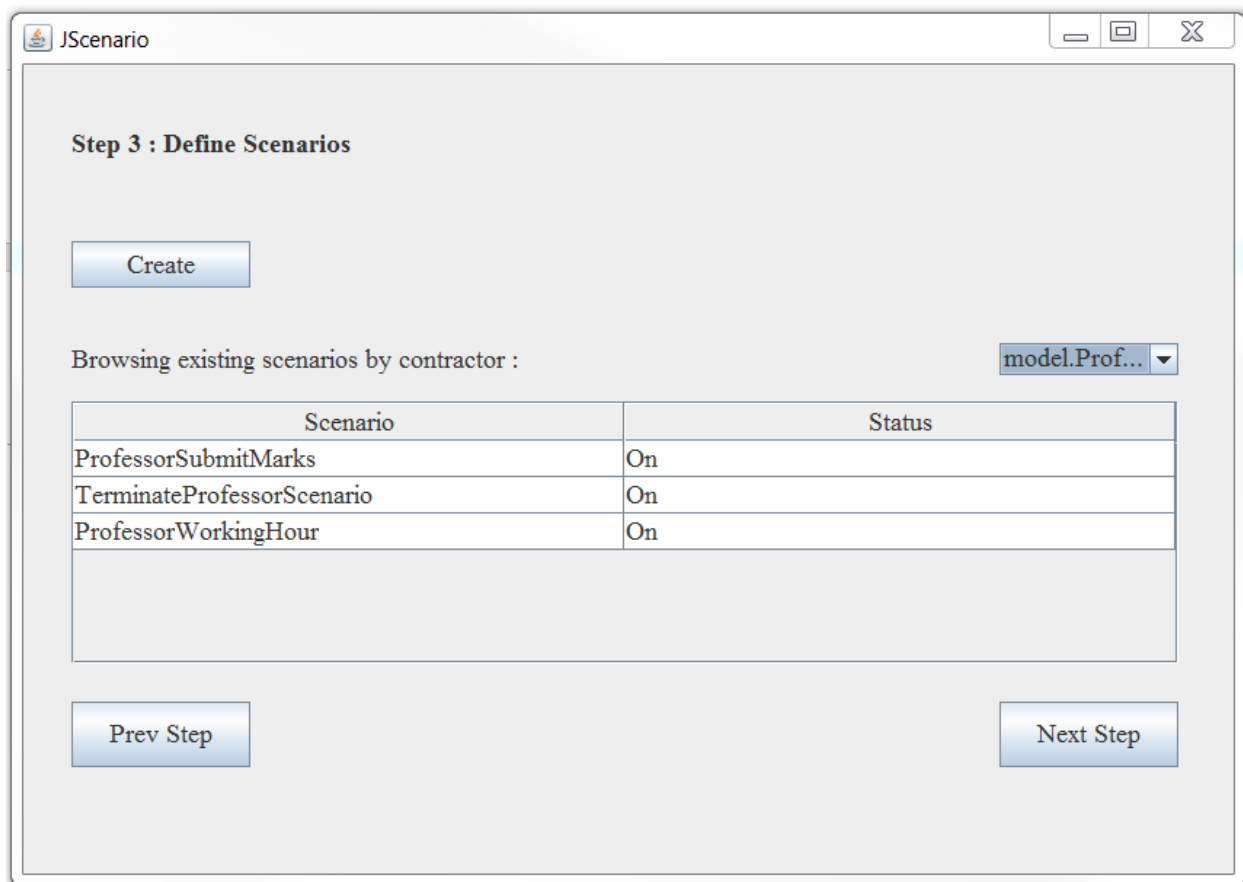 JScenario
Step 3 : Define Scenarios
Create
Browsing existing scenarios by contractor :
model.Prof...
Scenario Status
ProfessorSubmitMarks On
TerminateProfessorScenario On
ProfessorWorkingHour On
Prev Step Next Step